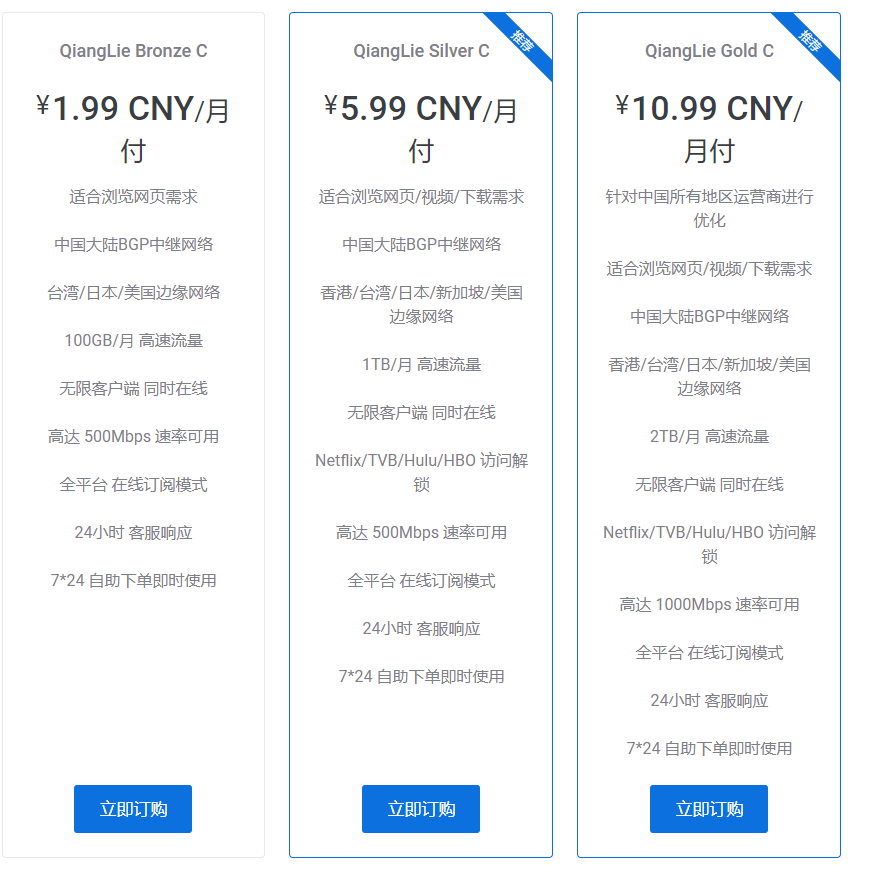 QiangLie Bronze C
¥1.99 CNY/月
付
适合浏览网页需求
中国大陆BGP中继网络
台湾/日本/美国边缘网络
100GB/月 高速流量
无限客户端 同时在线
高达 500Mbps 速率可用
全平台 在线订阅模式
24小时 客服响应
7*24 自助下单即时使用
立即订购
推荐
QiangLie Silver C
¥5.99 CNY/月
付
适合浏览网页/视频/下载需求
中国大陆BGP中继网络
香港/台湾/日本/新加坡/美国
边缘网络
1TB/月 高速流量
无限客户端 同时在线
Netflix/TVB/Hulu/HBO 访问解
锁
高达 500Mbps 速率可用
全平台 在线订阅模式
24小时 客服响应
7*24 自助下单即时使用
立即订购
推荐
QiangLie Gold C
¥10.99 CNY/
月付
针对中国所有地区运营商进行
优化
适合浏览网页/视频/下载需求
中国大陆BGP中继网络
香港/台湾/日本/新加坡/美国
边缘网络
2TB/月 高速流量
无限客户端 同时在线
Netflix/TVB/Hulu/HBO 访问解
锁
高达 1000Mbps 速率可用
全平台 在线订阅模式
24小时 客服响应
7*24 自助下单即时使用
立即订购